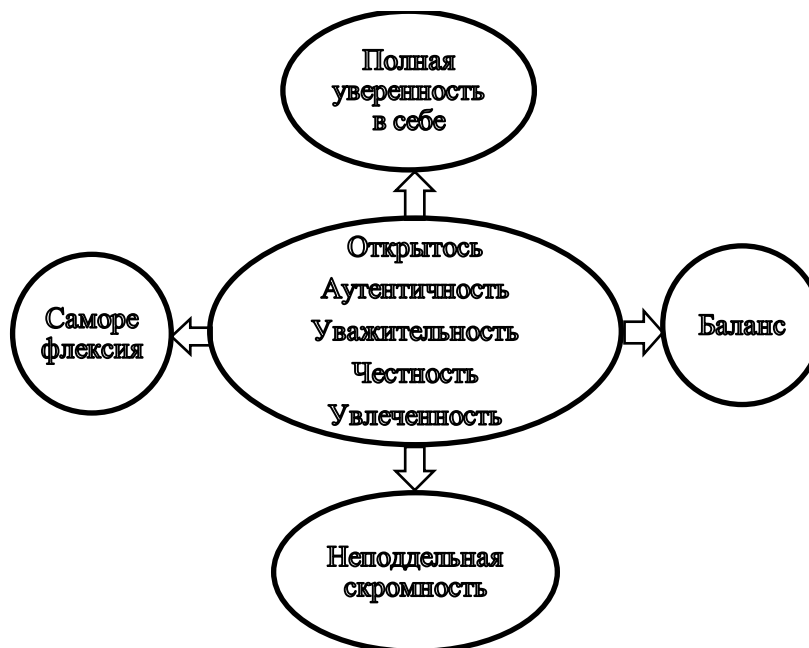 Полная
уверенность
в себе
Открытось
Аутентичность
Уважительность
Честность
Увлеченность
Саморе
флексия
Баланс
Неподдельная
скромность